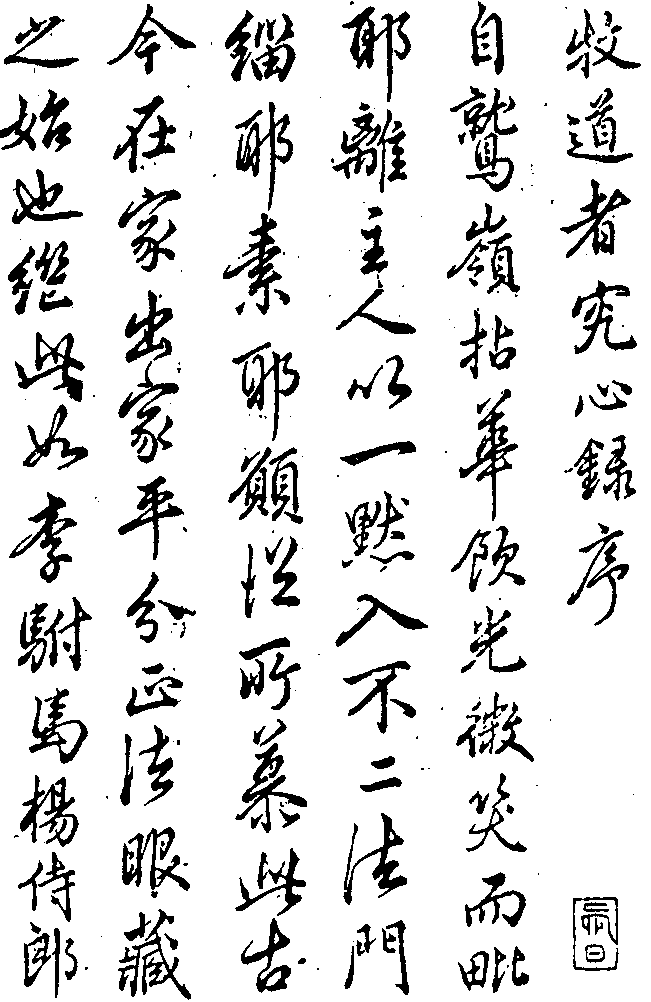 牧道者究心錄序
自鷲嶺拈華飲光微笑而毗
耶離主人以一默入不二法門
緇耶素耶顛從所慕此古
今在家出家平分正法眼藏
之始也繼此如李駙馬楊侍郎